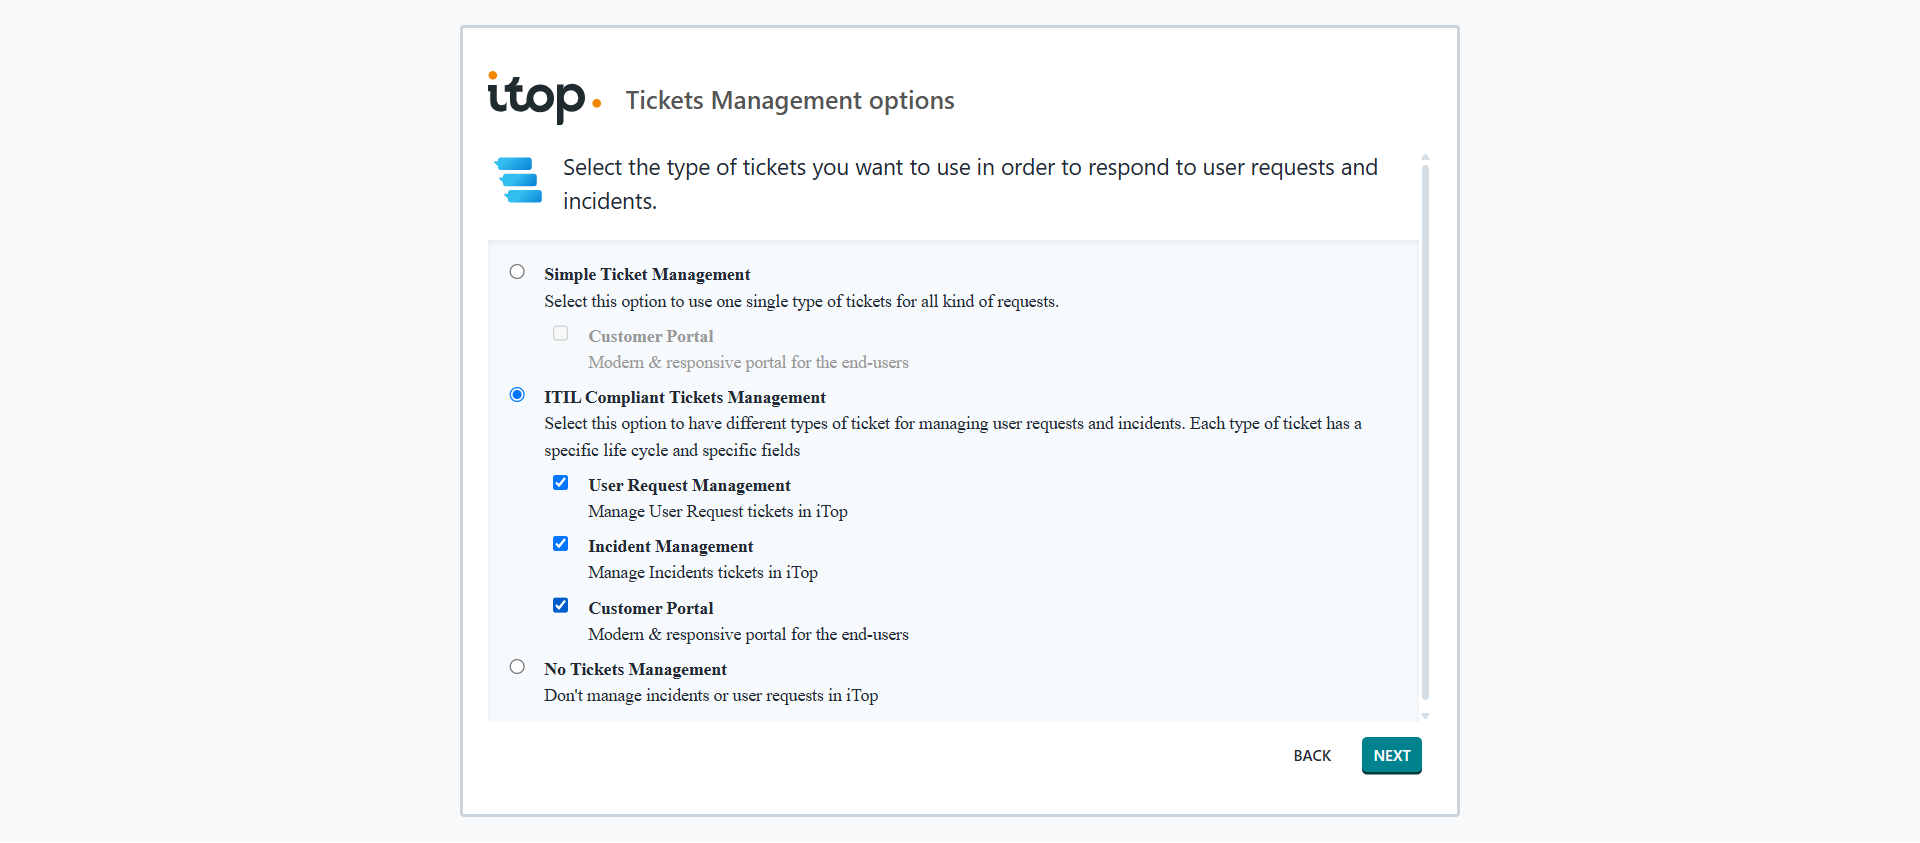 itop
Tickets Management options
Select the type of tickets you want to use in order to respond to user requests and
incidents.
Simple Ticket Management
Select this option to use one single type of tickets for all kind of requests.
Customer Portal
Modern & responsive portal for the end-users
ITIL Compliant Tickets Management
Select this option to have different types of ticket for managing user requests and incidents. Each type of ticket has a
specific life cycle and specific fields
User Request Management
Manage User Request tickets in iTop
Incident Management
Manage Incidents tickets in iTop
Customer Portal
Modern & responsive portal for the end-users
No Tickets Management
Don't manage incidents or user requests in iTop
BACK
NEXT